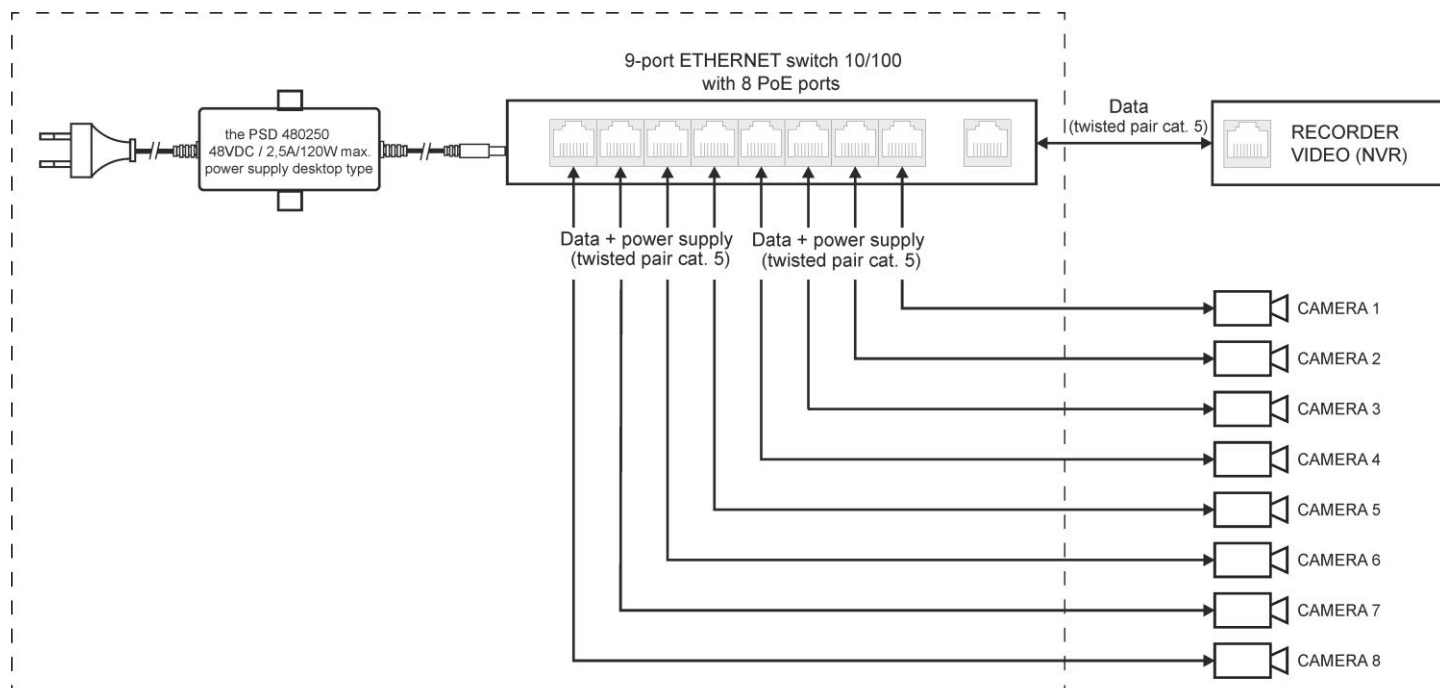 9-port ETHERNET switch 10/100
with 8 PoE ports
the PSD 480250
48VDC / 2,5A/120W max.
power supply desktop type
Data
(twisted pair cat. 5)
RECORDER
VIDEO (NVR)
Data + power supply
(twisted pair cat. 5)
Data + power supply
(twisted pair cat. 5)
CAMERA 1
CAMERA 2
CAMERA 3
CAMERA 4
CAMERA 5
CAMERA 6
CAMERA 7
CAMERA 8